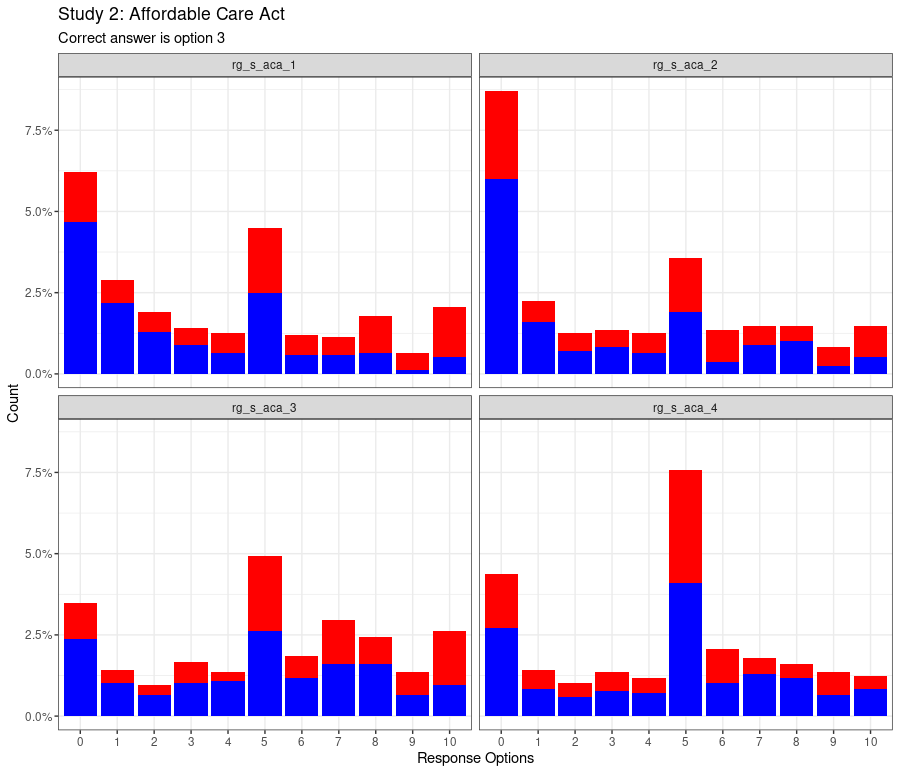 Study 2: Affordable Care Act
Correct answer is option 3
rg_s_aca_1
rg_s_aca_2
7.5%
5.0%
2.5%
0.0%
Count
rg_s_aca_3
rg_s_aca_4
7.5%
5.0%
2.5%
0.0%
0 1 2 3 4 5 6 7 8 9 10
0 1 2 3 4 5 6 7 8 9 10
Response Options